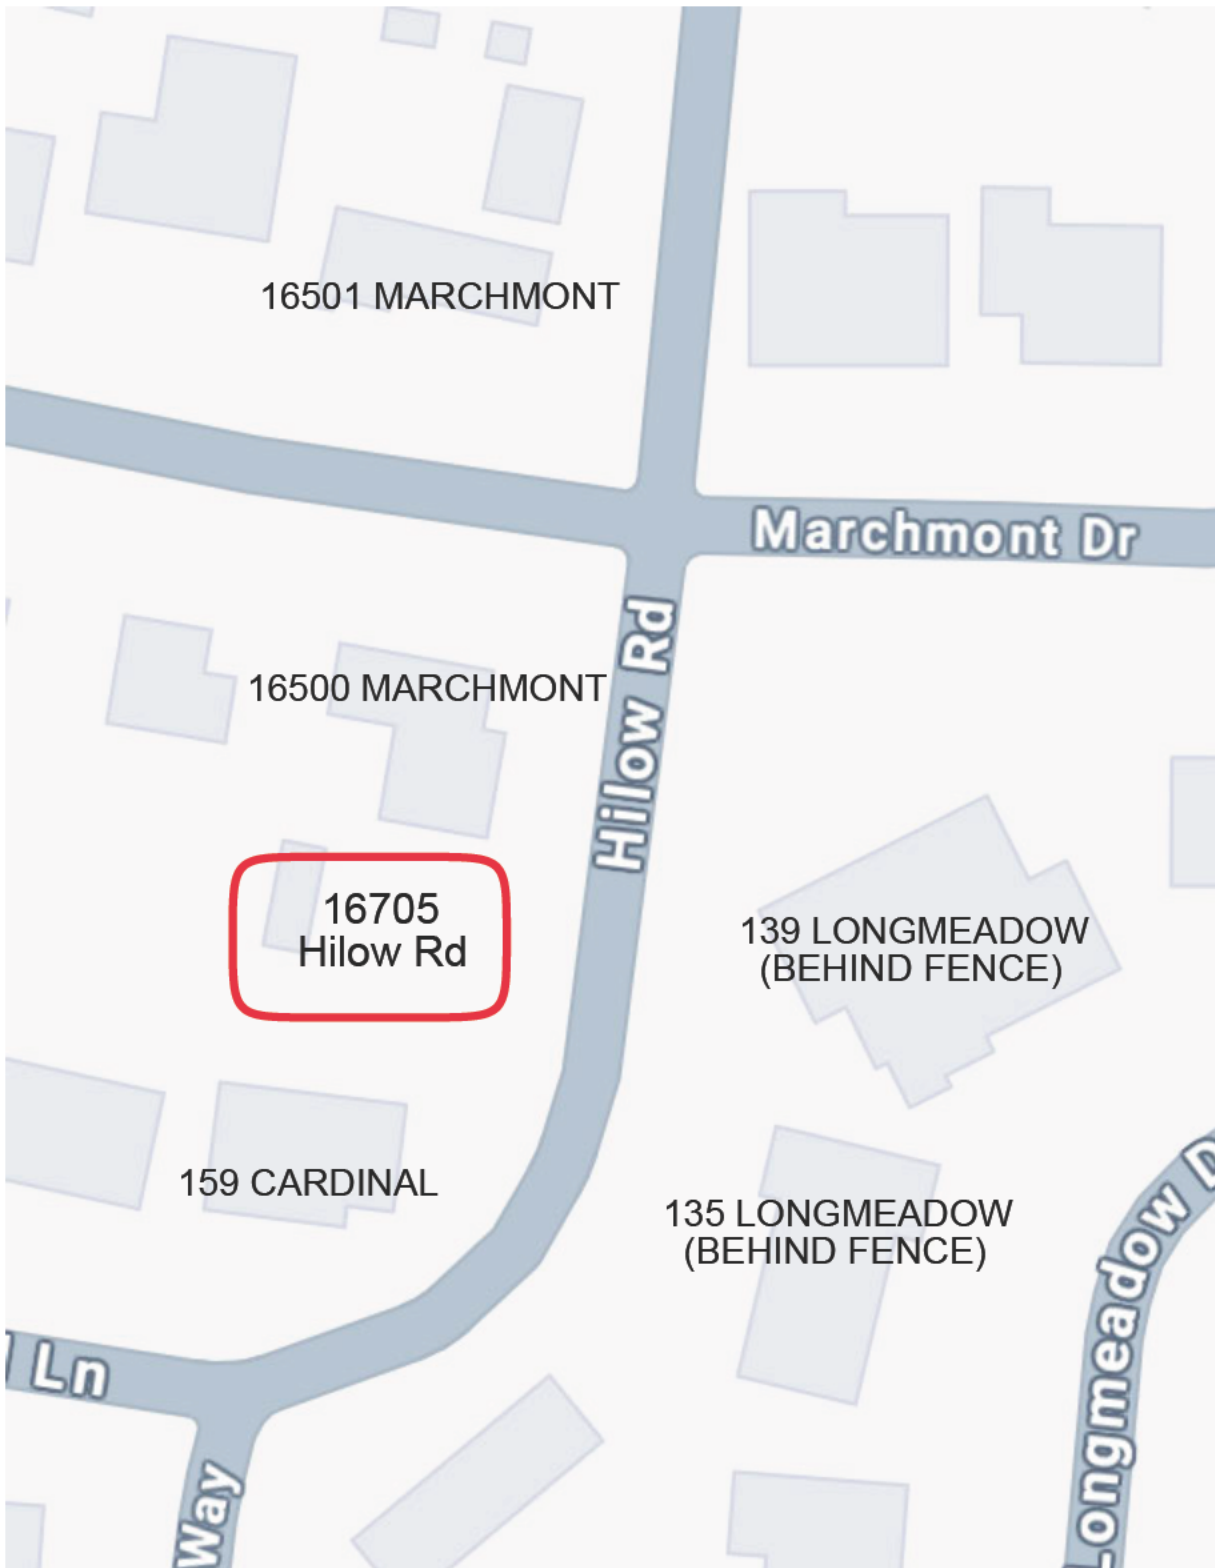 16501 MARCHMONT
Marchmont Dr
Hilow Rd
16500 MARCHMONT
16705
Hilow Rd
139 LONGMEADOW
(BEHIND FENCE)
159 CARDINAL
135 LONGMEADOW
(BEHIND FENCE)
Longmeadow D
Ln
Way